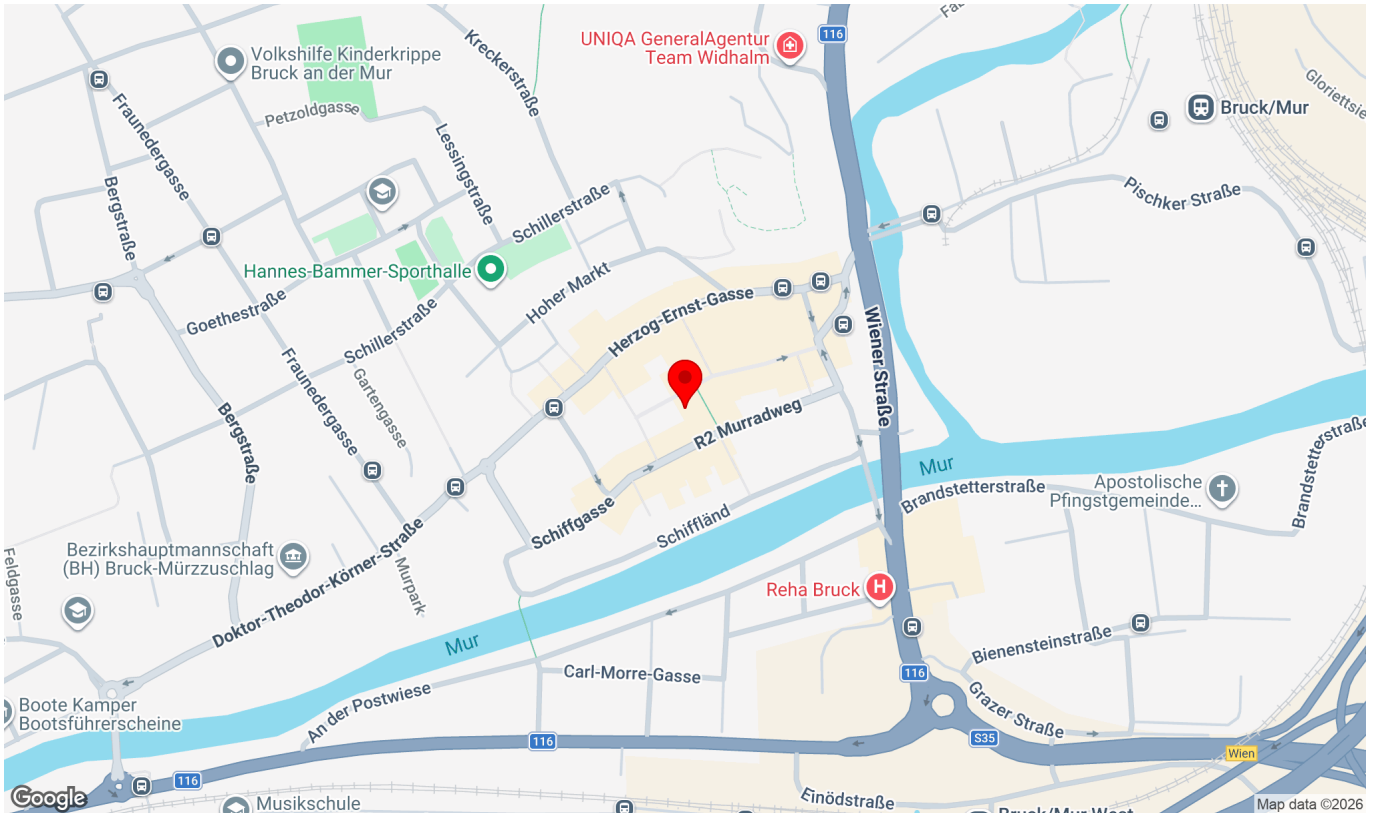 Fab
UNIQA GeneralAgentur
Team Widhalm
116
Kreckerstraße
Volkshilfe Kinderkrippe
Bruck an der Mur
Gloriettsie
Bruck/Mur
Petzoldgasse
Fraunedergasse
Lessingstraße
Bergstraße
Pischker Straße
Schillerstraße
Hannes-Bammer-Sporthalle
Hoher Markt
Goethestraße
Herzog-Ernst-Gasse
Schillerstraße
Wiener Straße
Fraunedergasse
Gartengasse
Bergstraße
R2 Murradweg
Brandstetterstraße
Mur
Apostolische
Pfingstgemeinde...
Brandstetterstraße
Schiffgasse
Schiffländ
Doktor-Theodor-Körner-Straße
Bezirkshauptmannschaft
(BH) Bruck-Mürzzuschlag
Feldgasse
Murpark-
Reha Bruck
H
Mur
Bienensteinstraße
Carl-Morre-Gasse
116
An der Postwiese
Grazer Straße
Boote Kamper
Bootsführerscheine
116
S35
Wien
116
Google
Musikschule
Einödstraße
Bruck/Mur West
Map data ©2026